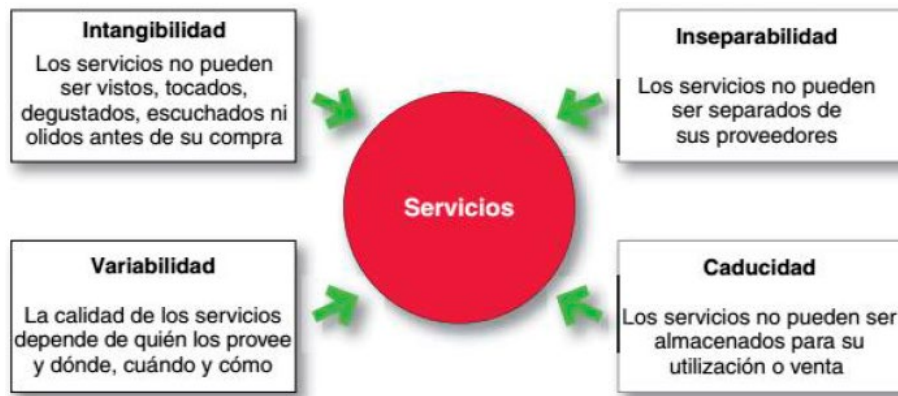 Intangibilidad
Los servicios no pueden
ser vistos, tocados,
degustados, escuchados ni
olidos antes de su compra
Inseparabilidad
Los servicios no pueden
ser separados de
sus proveedores
Servicios
Variabilidad
La calidad de los servicios
depende de quién los provee
y dónde, cuándo y cómo
Caducidad
Los servicios no pueden ser
almacenados para su
utilización o venta